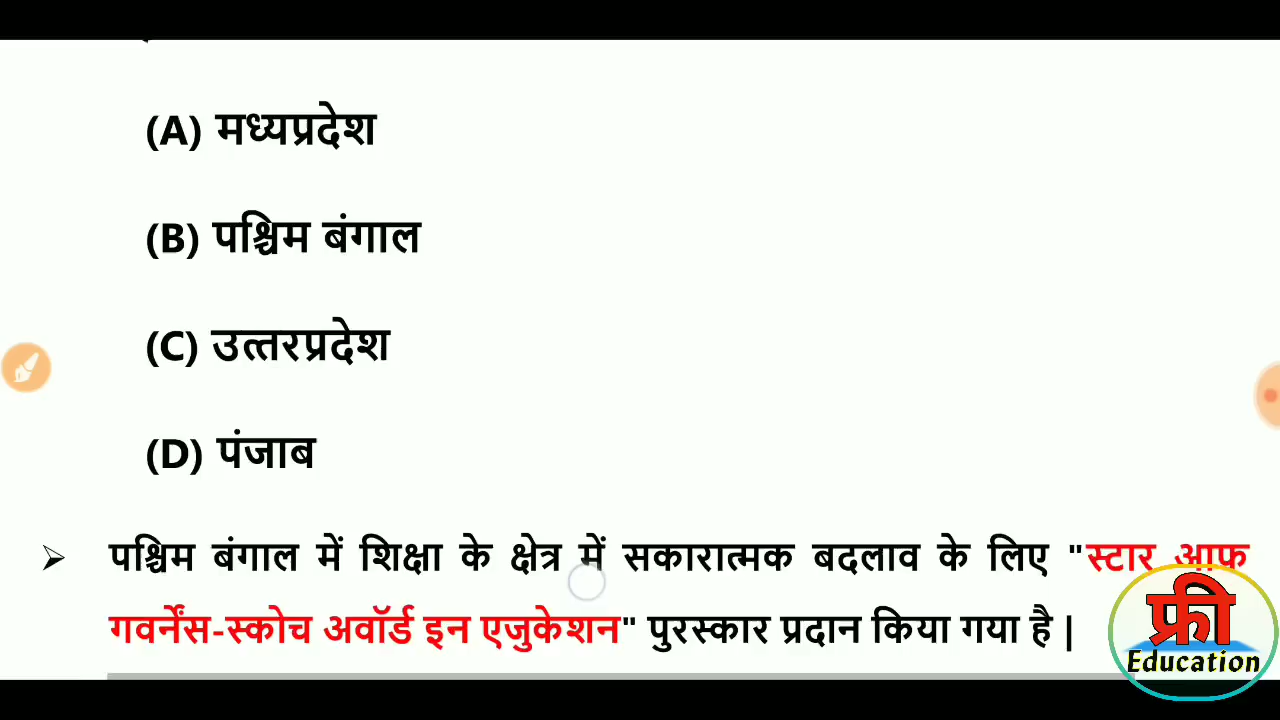 (A) मध्यप्रदेश
(B) पश्चिम बंगाल
(C) उत्तरप्रदेश
(D) पंजाब
➢ पश्चिम बंगाल में शिक्षा के क्षेत्र में सकारात्मक बदलाव के लिए "स्टार आफ
गवर्नेंस-स्कोच अवॉर्ड इन एजुकेशन" पुरस्कार प्रदान किया गया है |
फ्री
Education